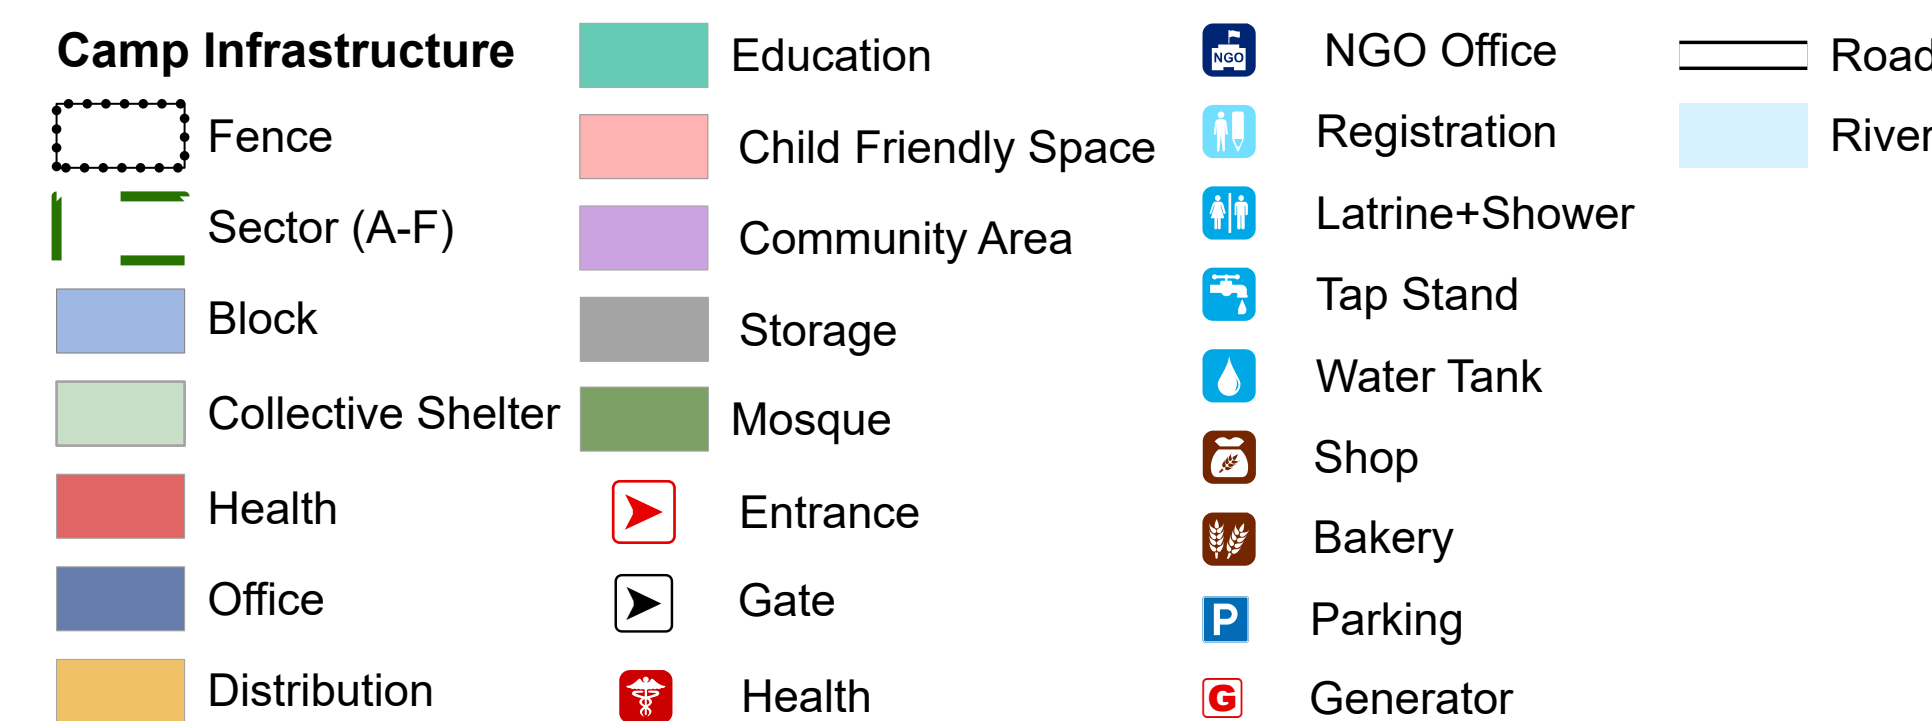 Camp Infrastructure
Fence
Sector (A-F)
Block
Collective Shelter
Health
Office
Distribution
Education
Child Friendly Space
Community Area
Storage
Mosque
Entrance
Gate
Health
NGO
NGO Office
Registration
Latrine+Shower
Tap Stand
Water Tank
Shop
Bakery
P
Parking
G
Generator
Road
River